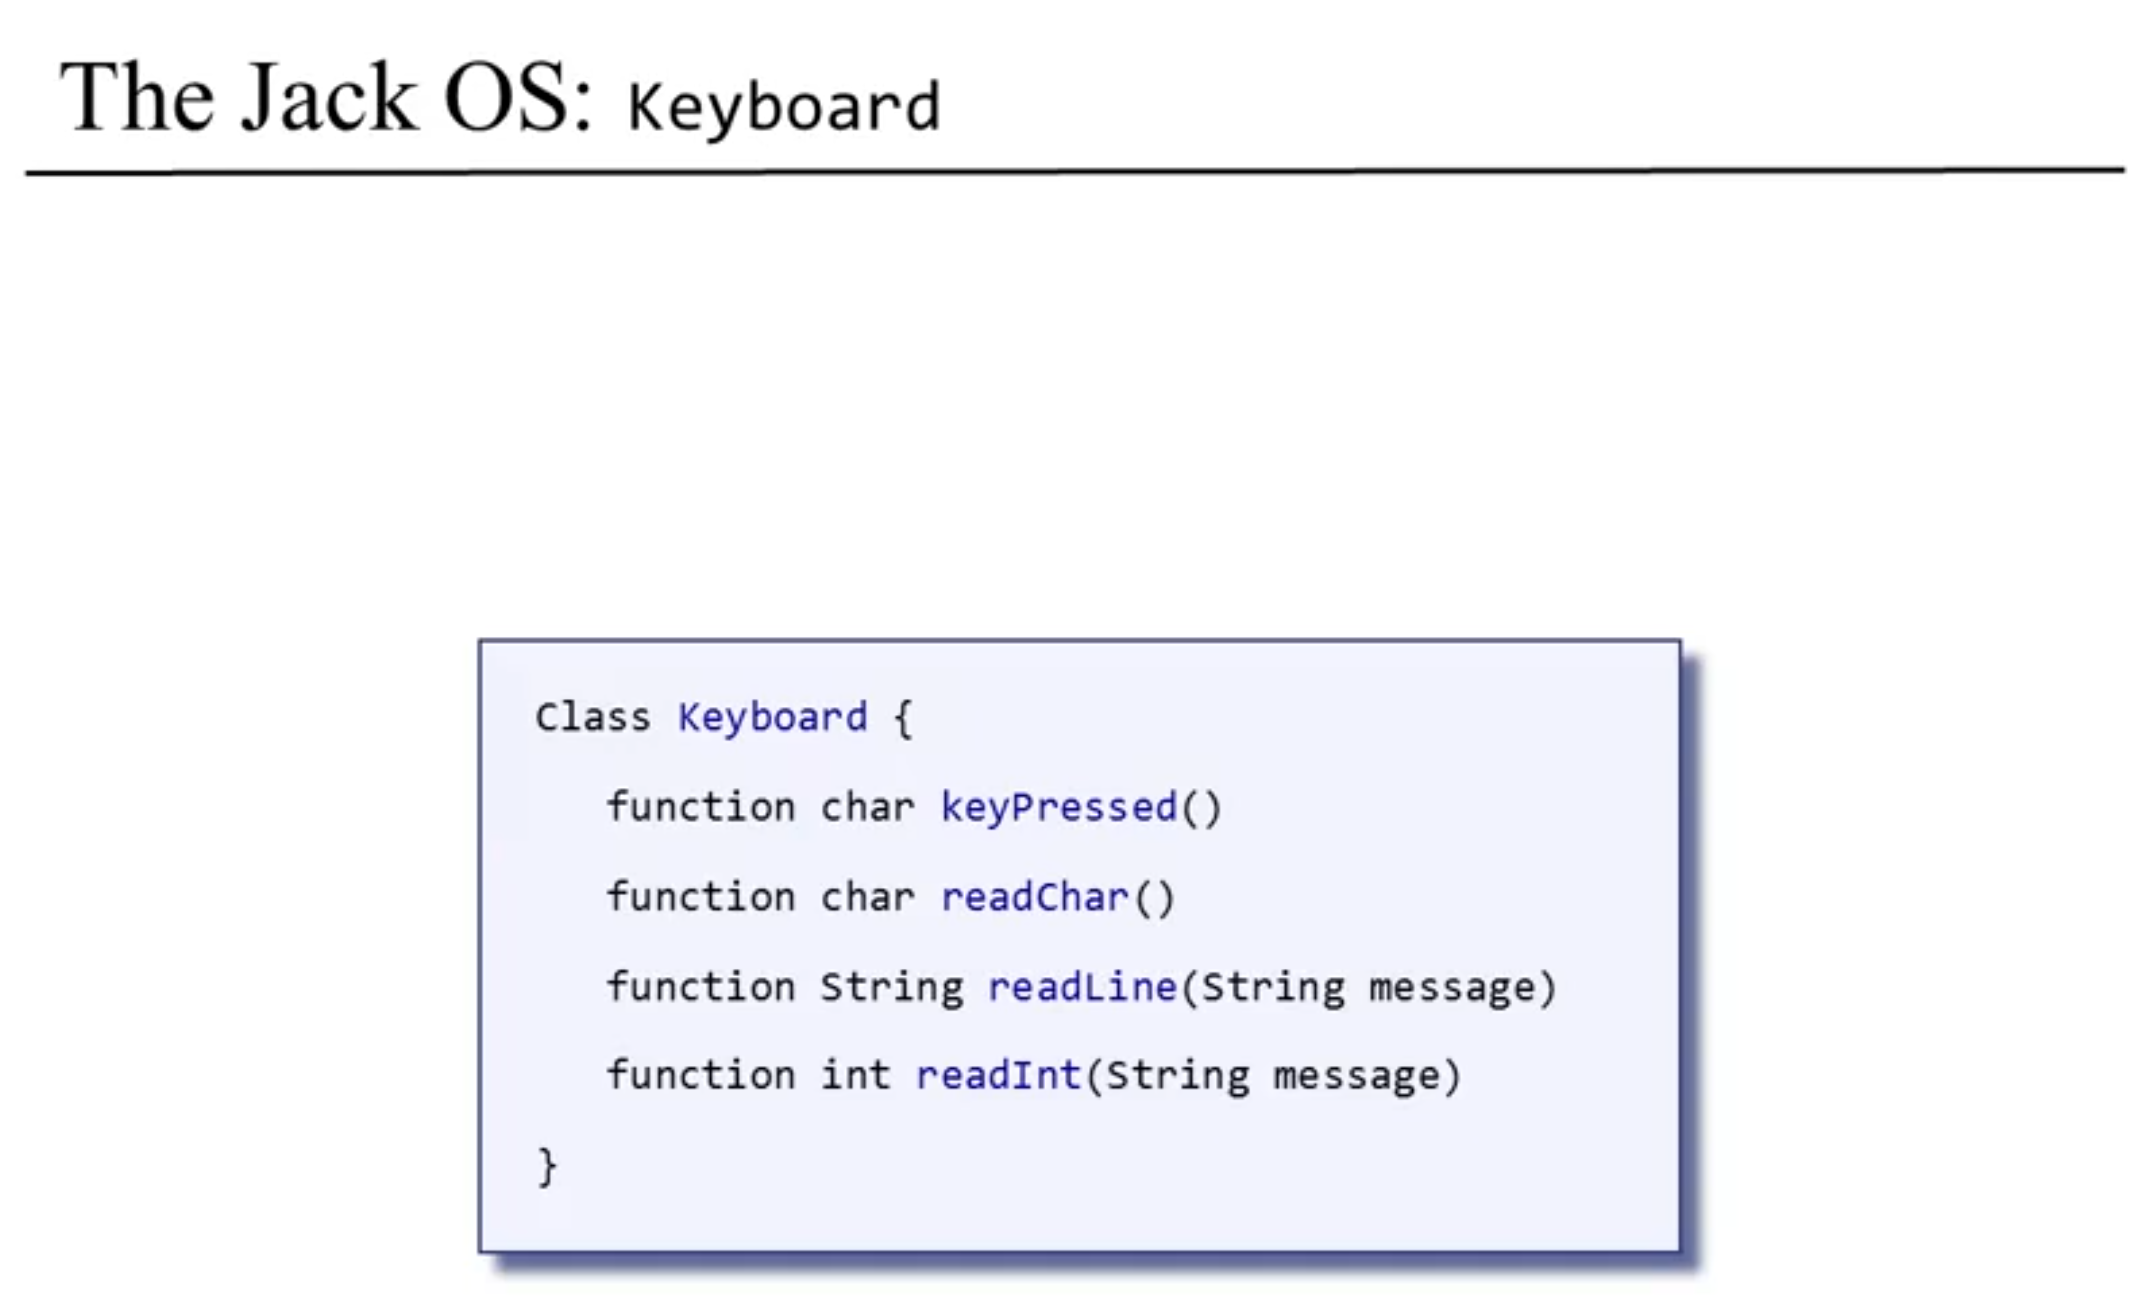 The Jack OS: Keyboard
Class Keyboard {
function char keyPressed()
function char readChar()
function String readLine(String message)
function int readInt(String message)
}